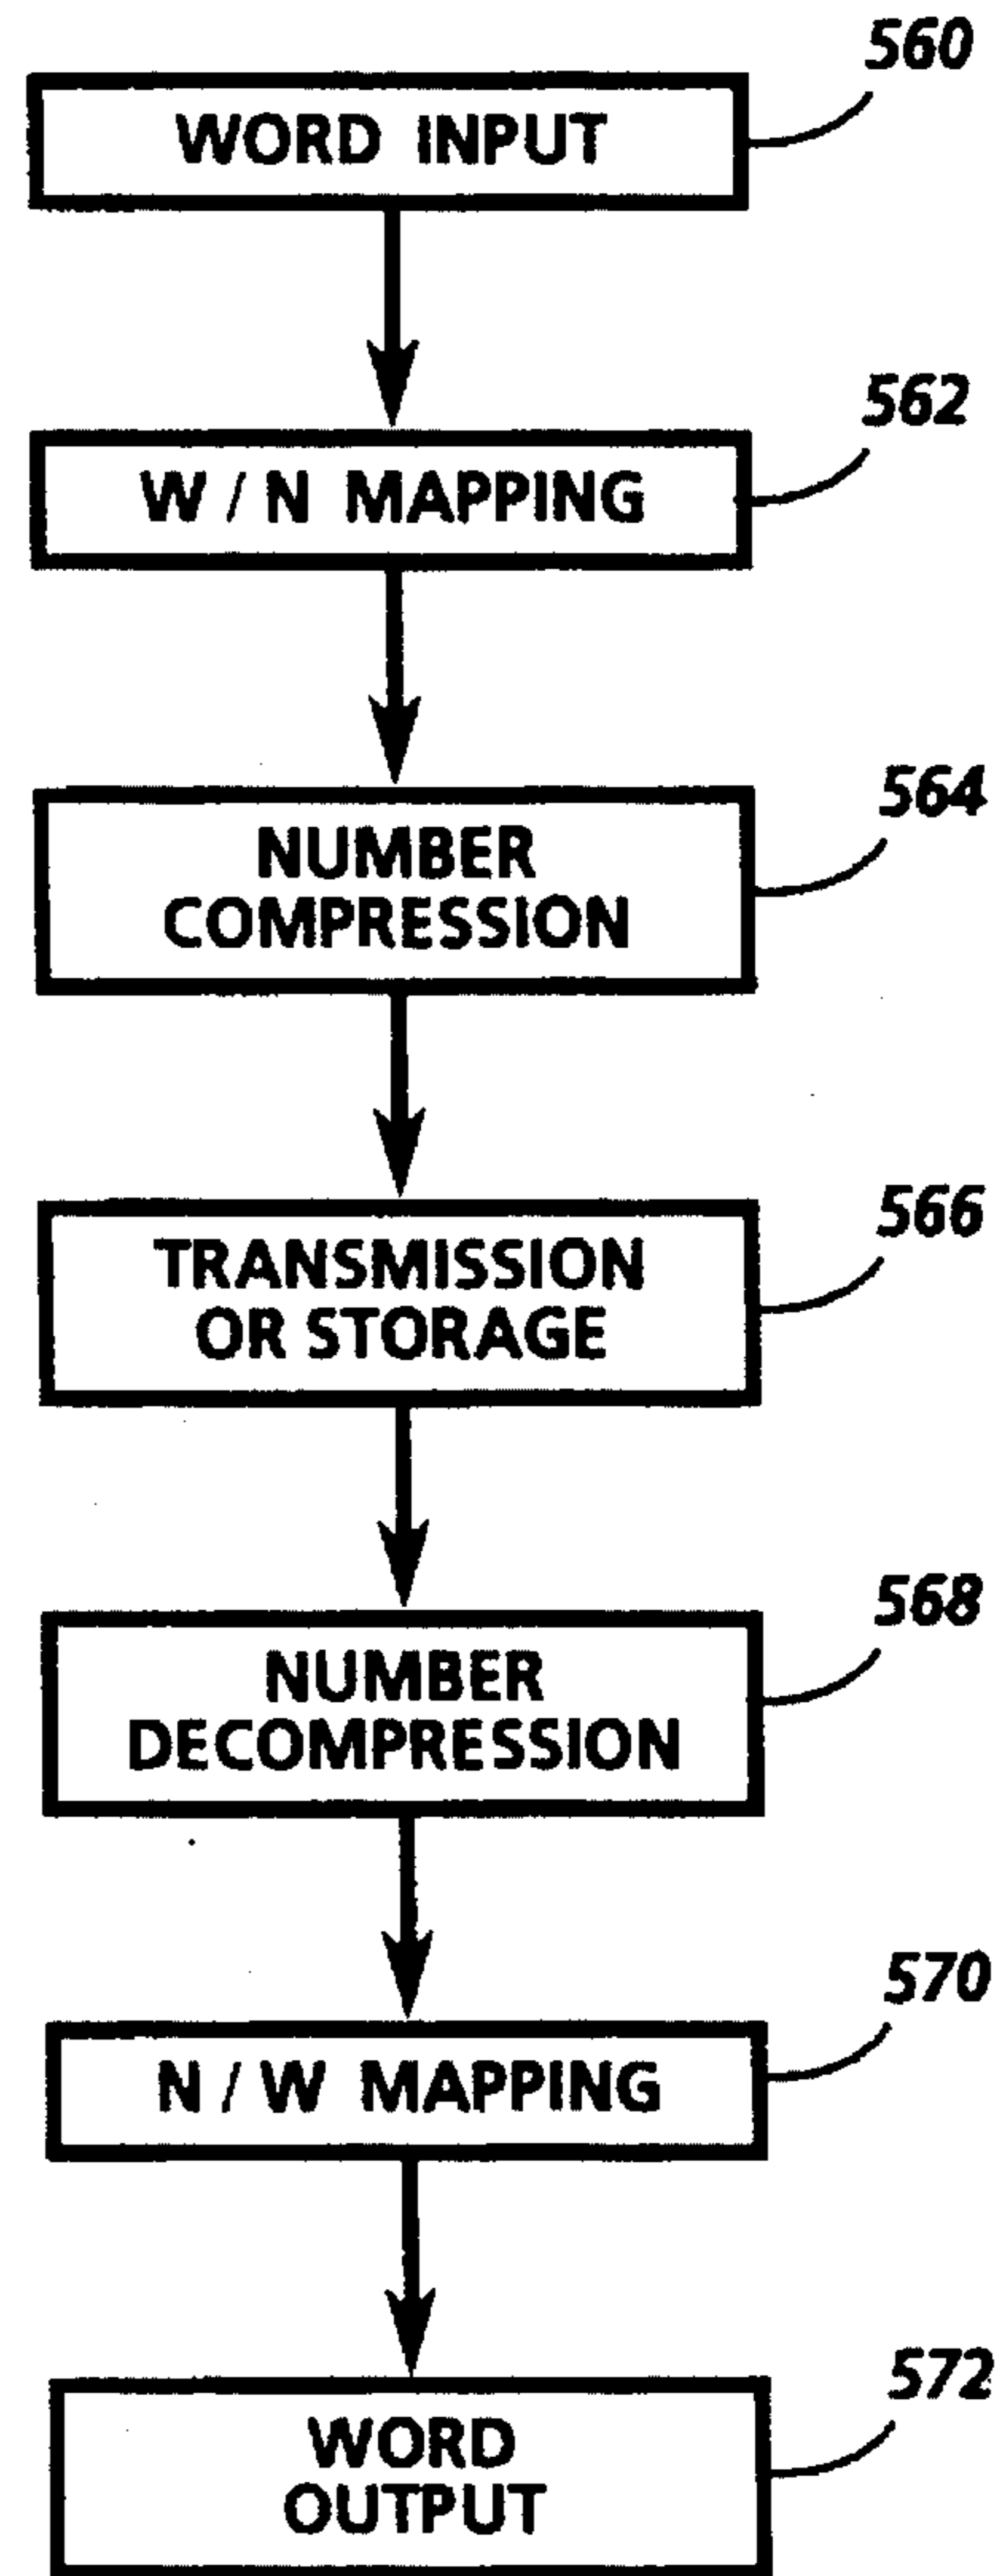 560
WORD INPUT
562
W / N MAPPING
564
NUMBER
COMPRESSION
566
TRANSMISSION
OR STORAGE
568
NUMBER
DECOMPRESSION
570
N / W MAPPING
572
WORD
OUTPUT